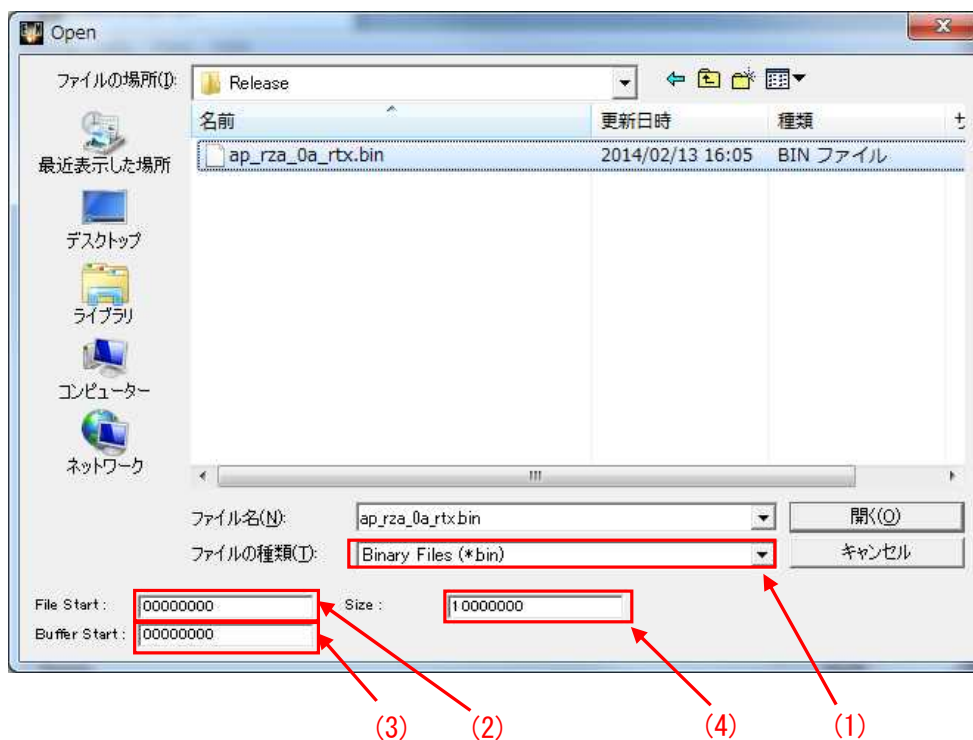 Open
ファイルの場所(I):
Release
名前
更新日時
種類
ap_rza_0a_rtx.bin
2014/02/13 16:05
BIN ファイル
最近表示した場所
デスクトップ
ライブラリ
コンピューター
ネットワーク
ファイル名(N):
ap_rza_0a_rtx.bin
開く(O)
ファイルの種類(T):
Binary Files (*.bin)
キャンセル
File Start :
00000000
Size :
10000000
Buffer Start :
00000000
(3)
(2)
(4)
(1)